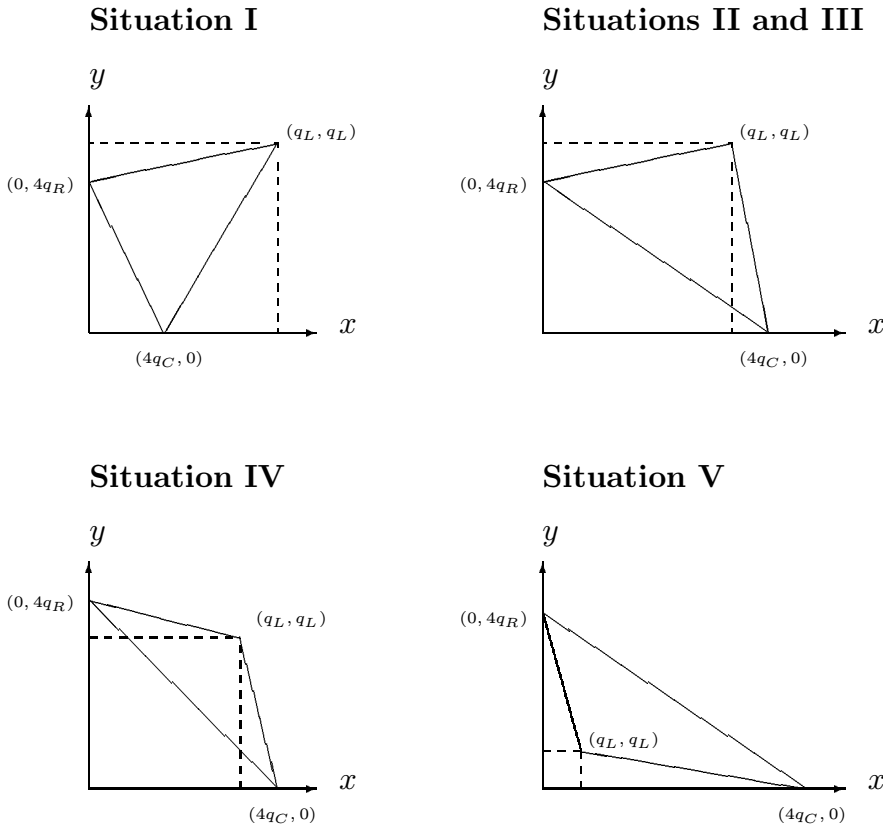 Situation I
y
(q_L, q_L)
(0, 4q_R)
x
(4q_C, 0)
Situations II and III
y
(q_L, q_L)
(0, 4q_R)
x
(4q_C, 0)
Situation IV
y
(0, 4q_R)
(q_L, q_L)
x
(4q_C, 0)
Situation V
y
(0, 4q_R)
(q_L, q_L)
x
(4q_C, 0)